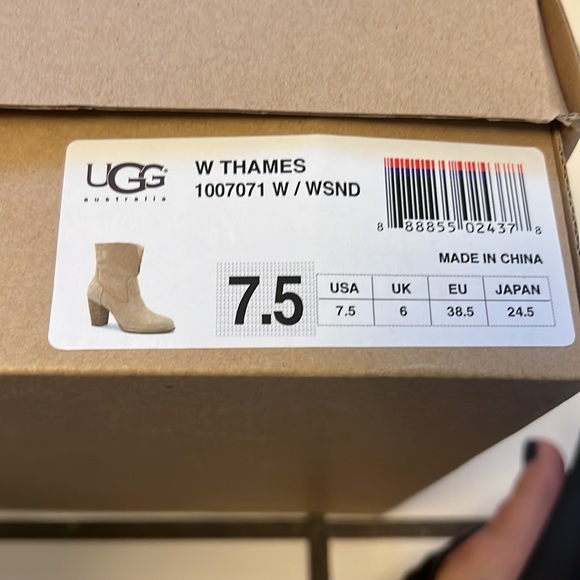 UGG®
australia
W THAMES
1007071 W / WSND
8 88855 02437 8
MADE IN CHINA
7.5
USA UK EU JAPAN
7.5 6 38.5 24.5